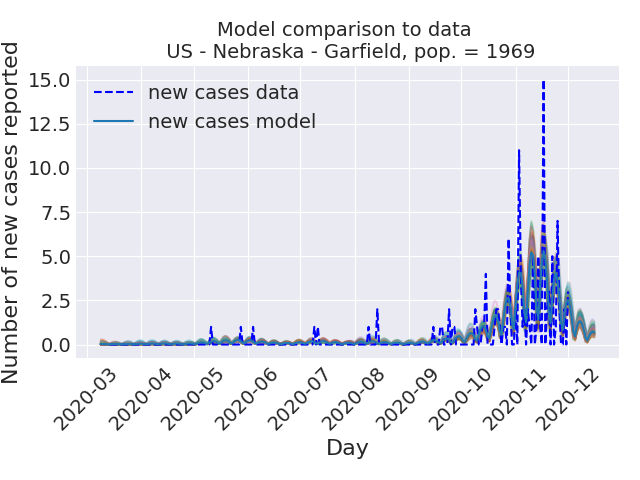 Model comparison to data
US - Nebraska - Garfield, pop. = 1969
Number of new cases reported
15.0
12.5
10.0
7.5
5.0
2.5
0.0
new cases data
new cases model
2020-03
2020-04
2020-05
2020-06
2020-07
2020-08
2020-09
2020-10
2020-11
2020-12
Day